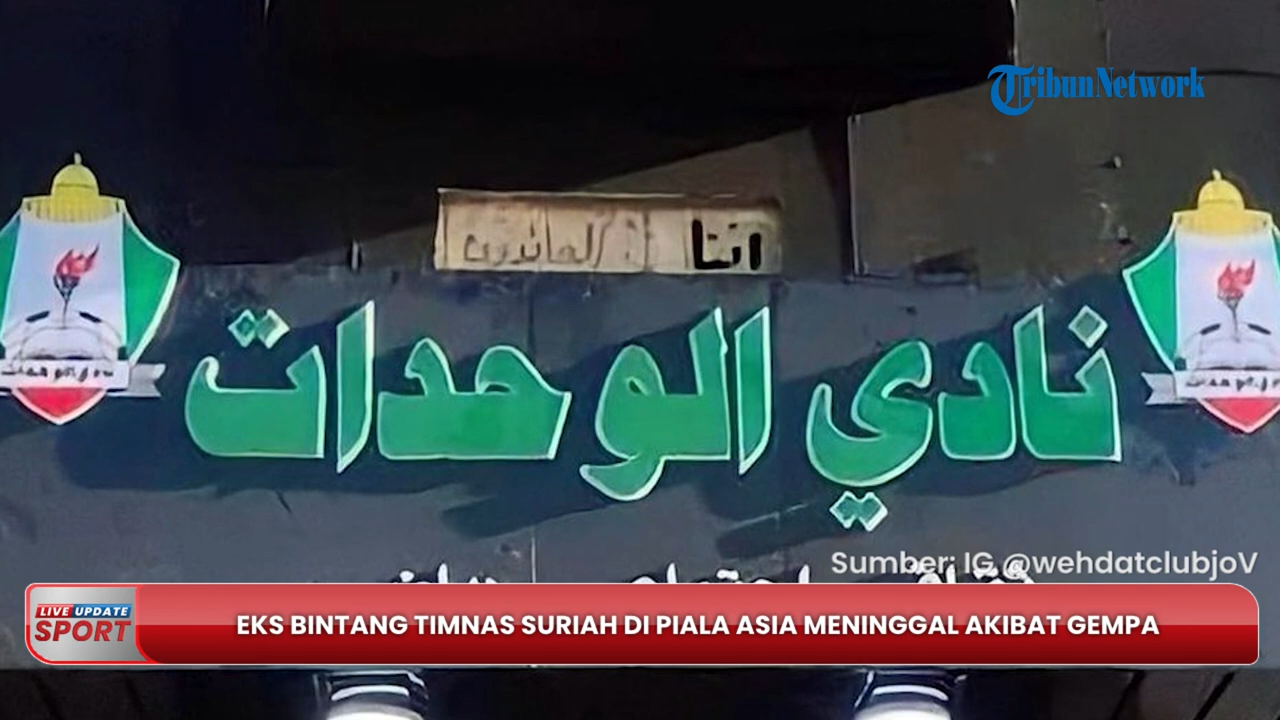 TribunNetwork
اننا
نادي الوحدات
Sumber: IG @wehdatclubjoV
LIVE UPDATE
SPORT
EKS BINTANG TIMNAS SURIAH DI PIALA ASIA MENINGGAL AKIBAT GEMPA